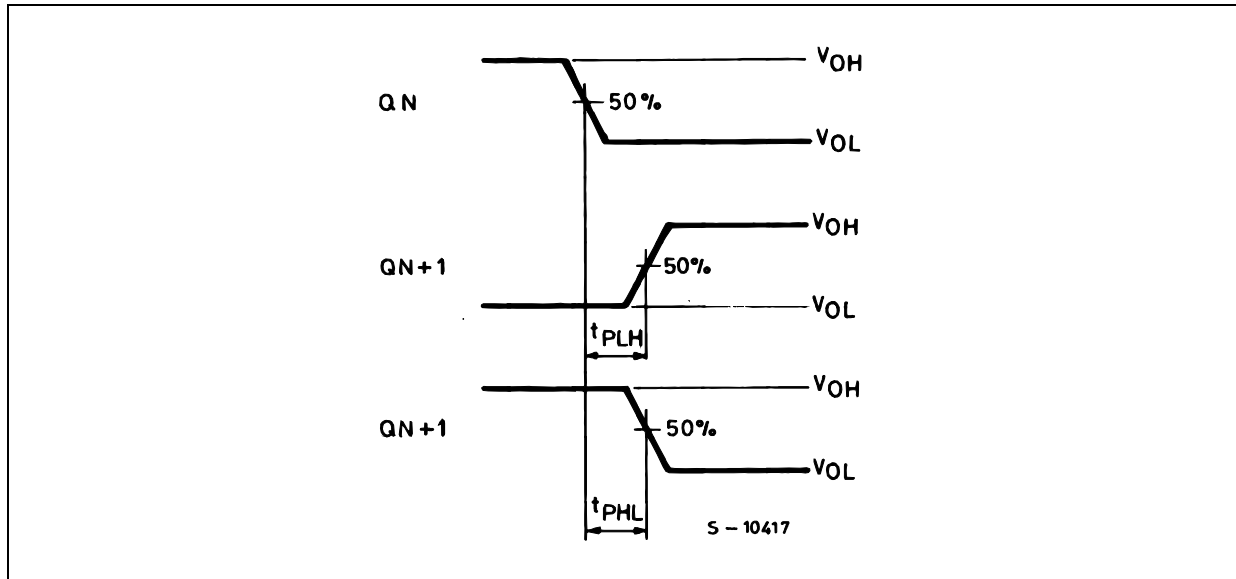 VOH
QN
50%
VOL
VOH
QN+1
50%
VOL
tPLH
VOH
QN+1
50%
VOL
tPHL
S – 10417